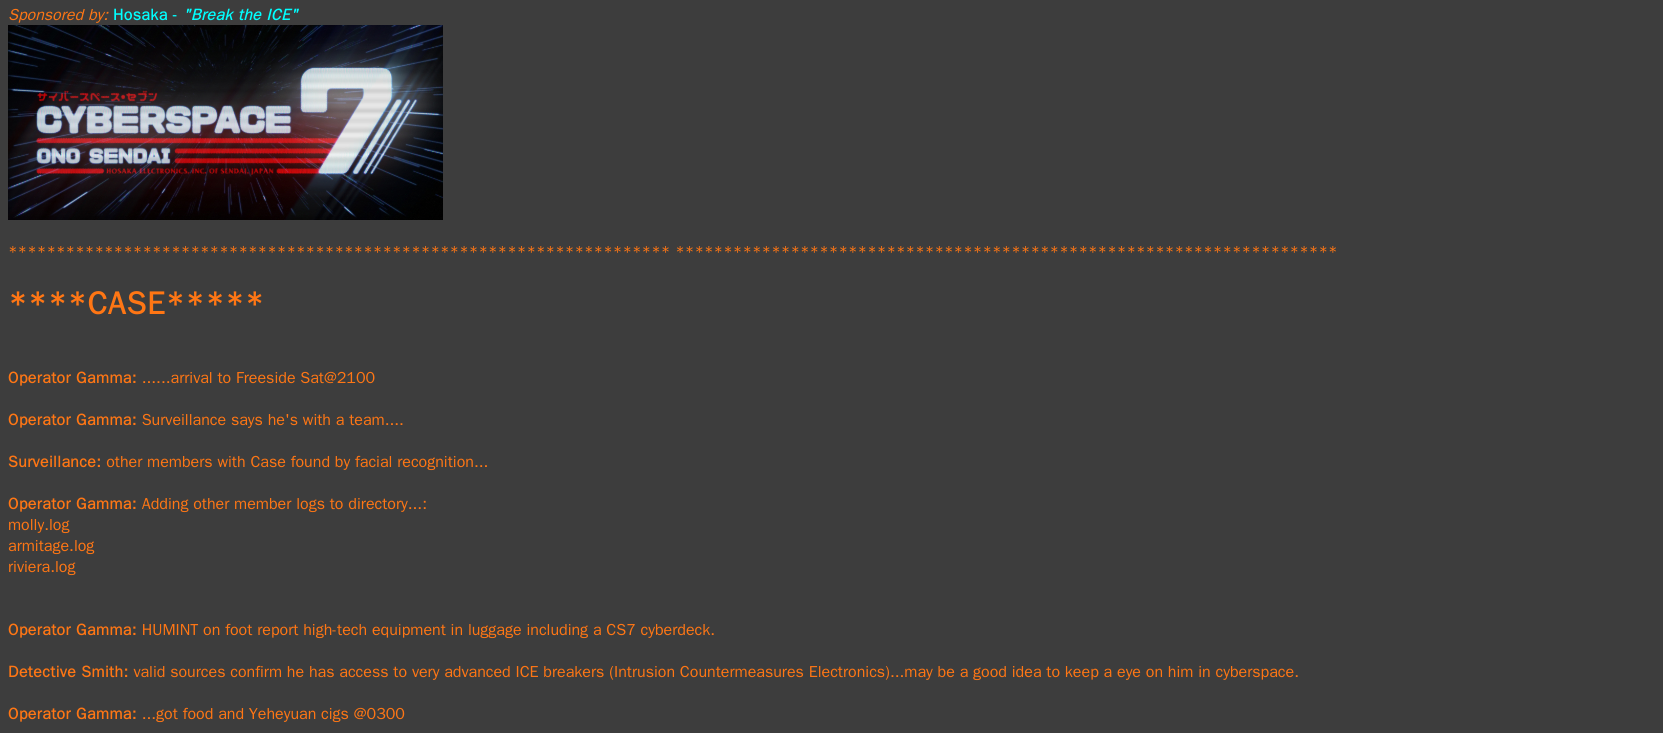 Sponsored by: Hosaka - "Break the ICE"
サイバースペース・セブン
CYBERSPACE 7
ONO SENDAI
HOSAKA ELECTRONICS, INC. OF SENDAI, JAPAN
********************************************************************** **********************************************************************
****CASE*****
Operator Gamma: ......arrival to Freeside Sat@2100
Operator Gamma: Surveillance says he's with a team....
Surveillance: other members with Case found by facial recognition...
Operator Gamma: Adding other member logs to directory...:
molly.log
armitage.log
riviera.log
Operator Gamma: HUMINT on foot report high-tech equipment in luggage including a CS7 cyberdeck.
Detective Smith: valid sources confirm he has access to very advanced ICE breakers (Intrusion Countermeasures Electronics)...may be a good idea to keep a eye on him in cyberspace.
Operator Gamma: ...got food and Yeheyuan cigs @0300